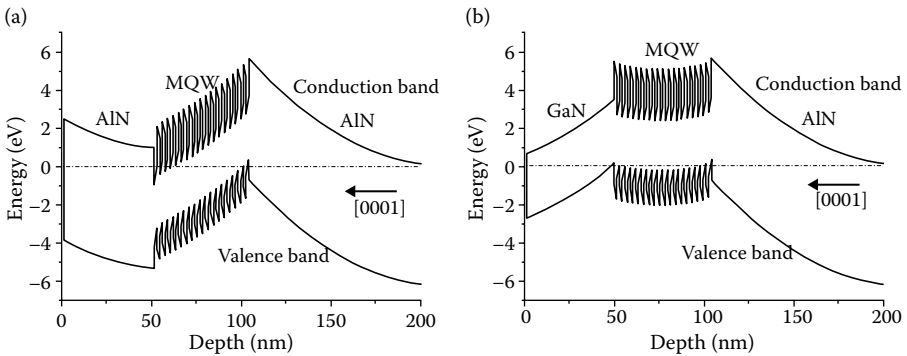 (a)
6
4
2
0
−2
−4
−6
Energy (eV)
AlN
MQW
Conduction band
AlN
[0001]
Valence band
0
50
100
150
200
Depth (nm)
(b)
6
4
2
0
−2
−4
−6
Energy (eV)
MQW
GaN
Conduction band
AlN
[0001]
Valence band
0
50
100
150
200
Depth (nm)